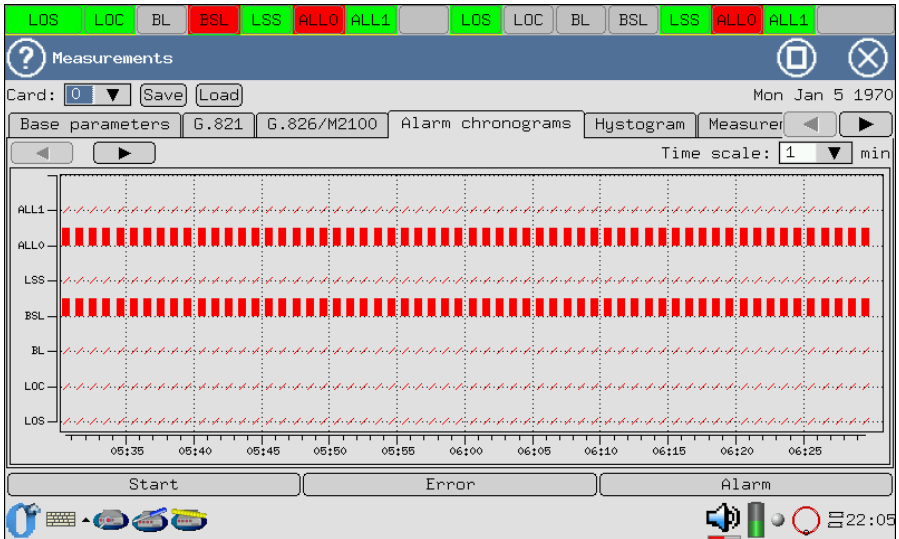 LOS LOC BL BSL LSS ALL0 ALL1 LOS LOC BL BSL LSS ALL0 ALL1
? Measurements
Card: 0 Save Load Mon Jan 5 1970
Base parameters G.821 G.826/M2100 Alarm chronograms Hystogram Measurer
Time scale: 1 min
ALL1
ALL0
LSS
BSL
BL
LOC
LOS
05:35 05:40 05:45 05:50 05:55 06:00 06:05 06:10 06:15 06:20 06:25
Start Error Alarm
22:05